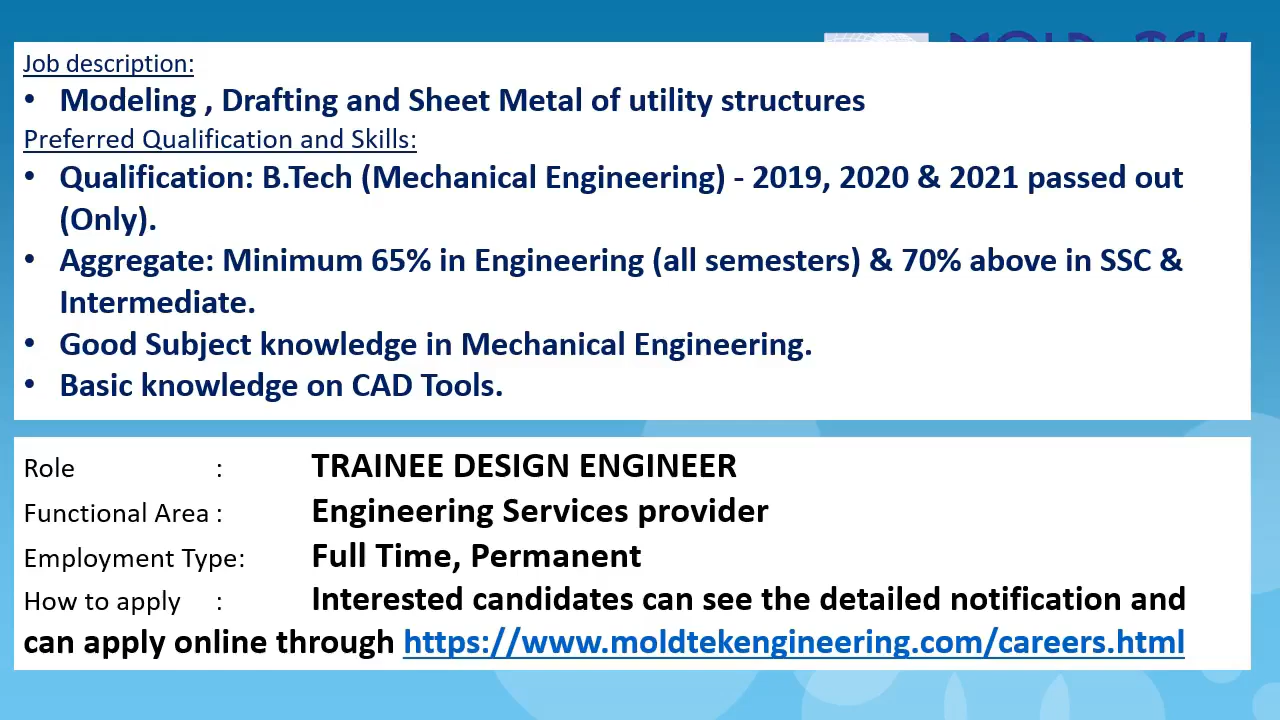 Job description:
• Modeling , Drafting and Sheet Metal of utility structures
Preferred Qualification and Skills:
• Qualification: B.Tech (Mechanical Engineering) - 2019, 2020 & 2021 passed out
(Only).
• Aggregate: Minimum 65% in Engineering (all semesters) & 70% above in SSC &
Intermediate.
• Good Subject knowledge in Mechanical Engineering.
• Basic knowledge on CAD Tools.
Role : TRAINEE DESIGN ENGINEER
Functional Area : Engineering Services provider
Employment Type: Full Time, Permanent
How to apply : Interested candidates can see the detailed notification and
can apply online through https://www.moldtekengineering.com/careers.html